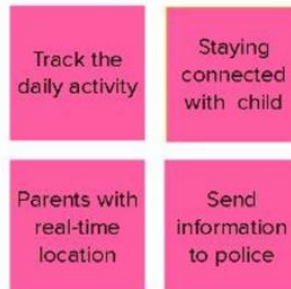 Track the
daily activity
Staying
connected
with child
Parents with
real-time
location
Send
information
to police